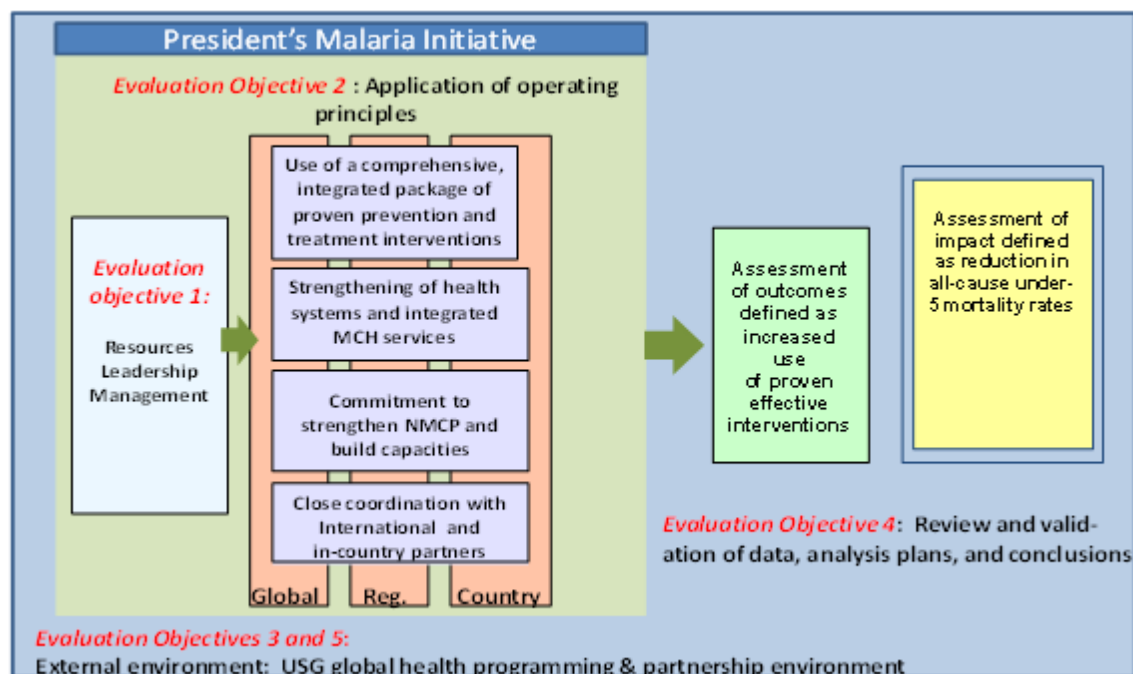 President's Malaria Initiative
Evaluation Objective 2 : Application of operating
principles
Evaluation
objective 1:
Resources
Leadership
Management
Use of a comprehensive,
integrated package of
proven prevention and
treatment interventions
Strengthening of health
systems and integrated
MCH services
Commitment to
strengthen NMCP and
build capacities
Close coordination with
International and
in-country partners
Global
Reg.
Country
Assessment
of outcomes
defined as
increased
use
of proven
effective
interventions
Assessment of
impact defined
as reduction in
all-cause under-
5 mortality rates
Evaluation Objective 4: Review and valid-
ation of data, analysis plans, and conclusions
Evaluation Objectives 3 and 5:
External environment: USG global health programming & partnership environment